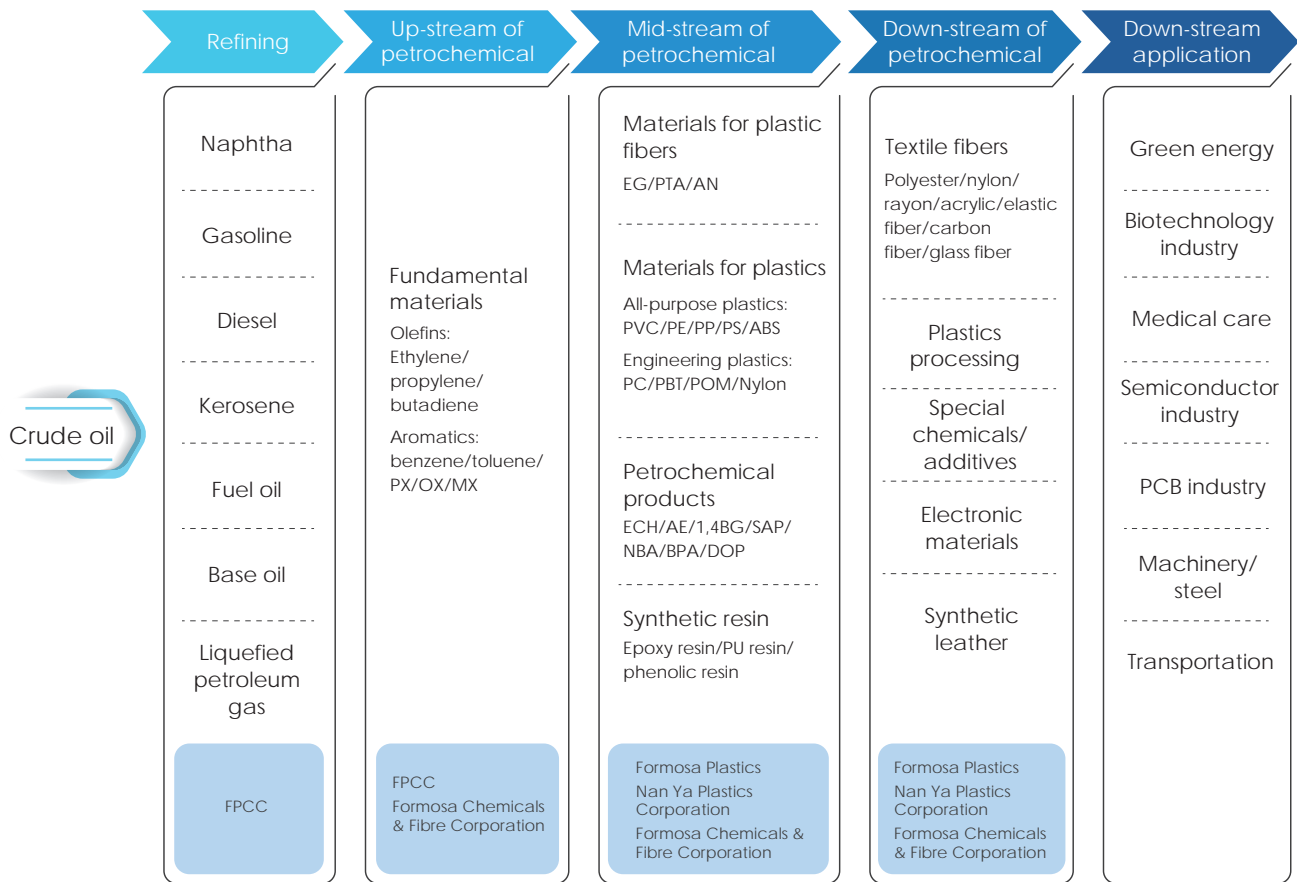 Crude oil
Refining
Naphtha
Gasoline
Diesel
Kerosene
Fuel oil
Base oil
Liquefied
petroleum
gas
FPCC
Up-stream of
petrochemical
Fundamental
materials
Olefins:
Ethylene/
propylene/
butadiene
Aromatics:
benzene/toluene/
PX/OX/MX
FPCC
Formosa Chemicals
& Fibre Corporation
Mid-stream of
petrochemical
Materials for plastic
fibers
EG/PTA/AN
Materials for plastics
All-purpose plastics:
PVC/PE/PP/PS/ABS
Engineering plastics:
PC/PBT/POM/Nylon
Petrochemical
products
ECH/AE/1,4BG/SAP/
NBA/BPA/DOP
Synthetic resin
Epoxy resin/PU resin/
phenolic resin
Formosa Plastics
Nan Ya Plastics
Corporation
Formosa Chemicals &
Fibre Corporation
Down-stream of
petrochemical
Textile fibers
Polyester/nylon/
rayon/acrylic/elastic
fiber/carbon
fiber/glass fiber
Plastics
processing
Special
chemicals/
additives
Electronic
materials
Synthetic
leather
Formosa Plastics
Nan Ya Plastics
Corporation
Formosa Chemicals
& Fibre Corporation
Down-stream
application
Green energy
Biotechnology
industry
Medical care
Semiconductor
industry
PCB industry
Machinery/
steel
Transportation